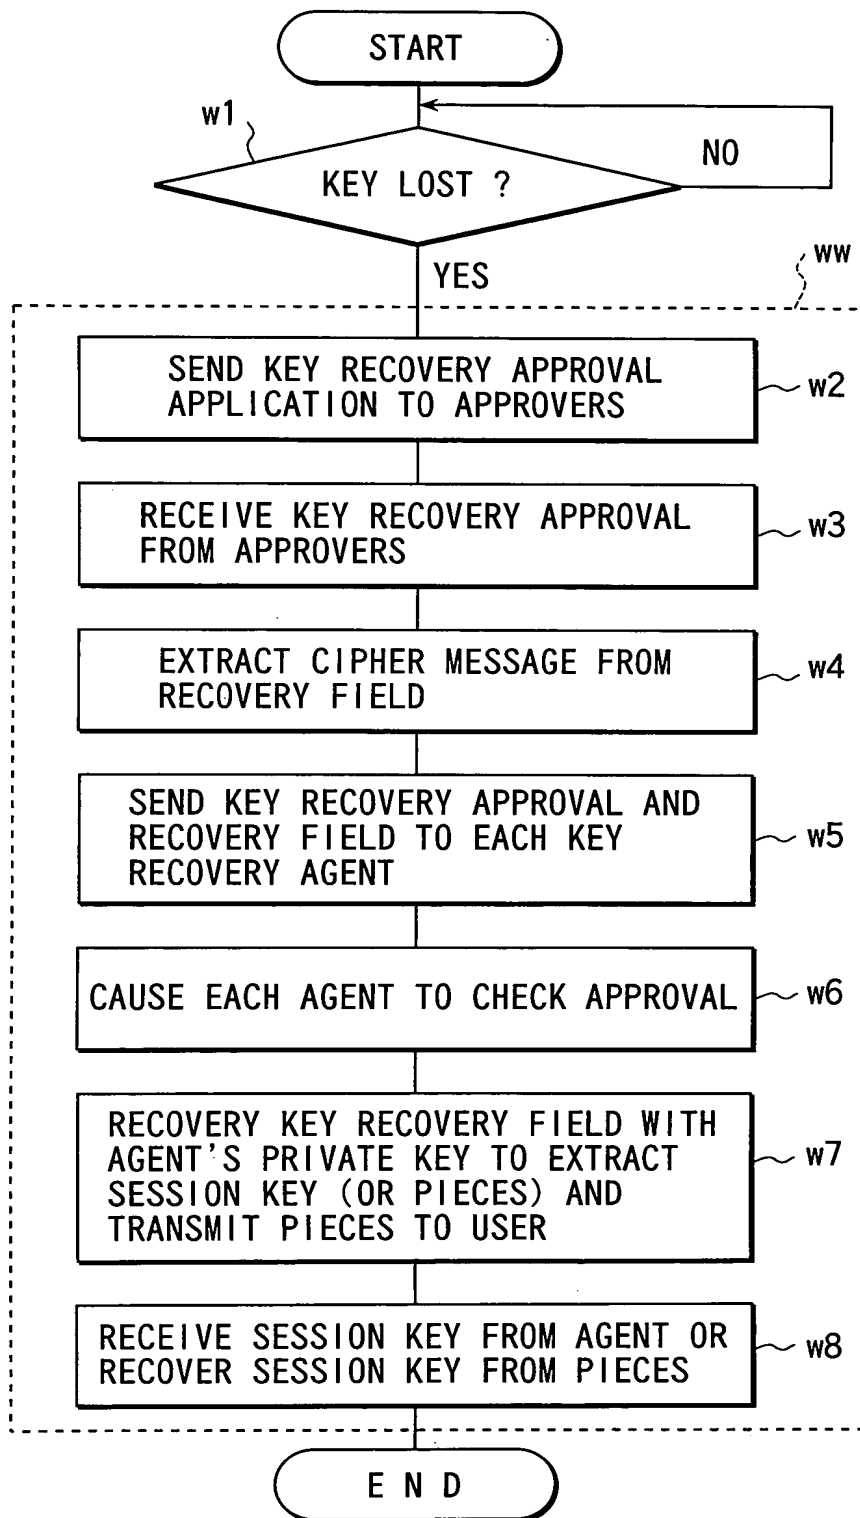 START
w1
KEY LOST ?
NO
YES
ww
SEND KEY RECOVERY APPROVAL
APPLICATION TO APPROVERS
w2
RECEIVE KEY RECOVERY APPROVAL
FROM APPROVERS
w3
EXTRACT CIPHER MESSAGE FROM
RECOVERY FIELD
w4
SEND KEY RECOVERY APPROVAL AND
RECOVERY FIELD TO EACH KEY
RECOVERY AGENT
w5
CAUSE EACH AGENT TO CHECK APPROVAL
w6
RECOVERY KEY RECOVERY FIELD WITH
AGENT'S PRIVATE KEY TO EXTRACT
SESSION KEY (OR PIECES) AND
TRANSMIT PIECES TO USER
w7
RECEIVE SESSION KEY FROM AGENT OR
RECOVER SESSION KEY FROM PIECES
w8
END